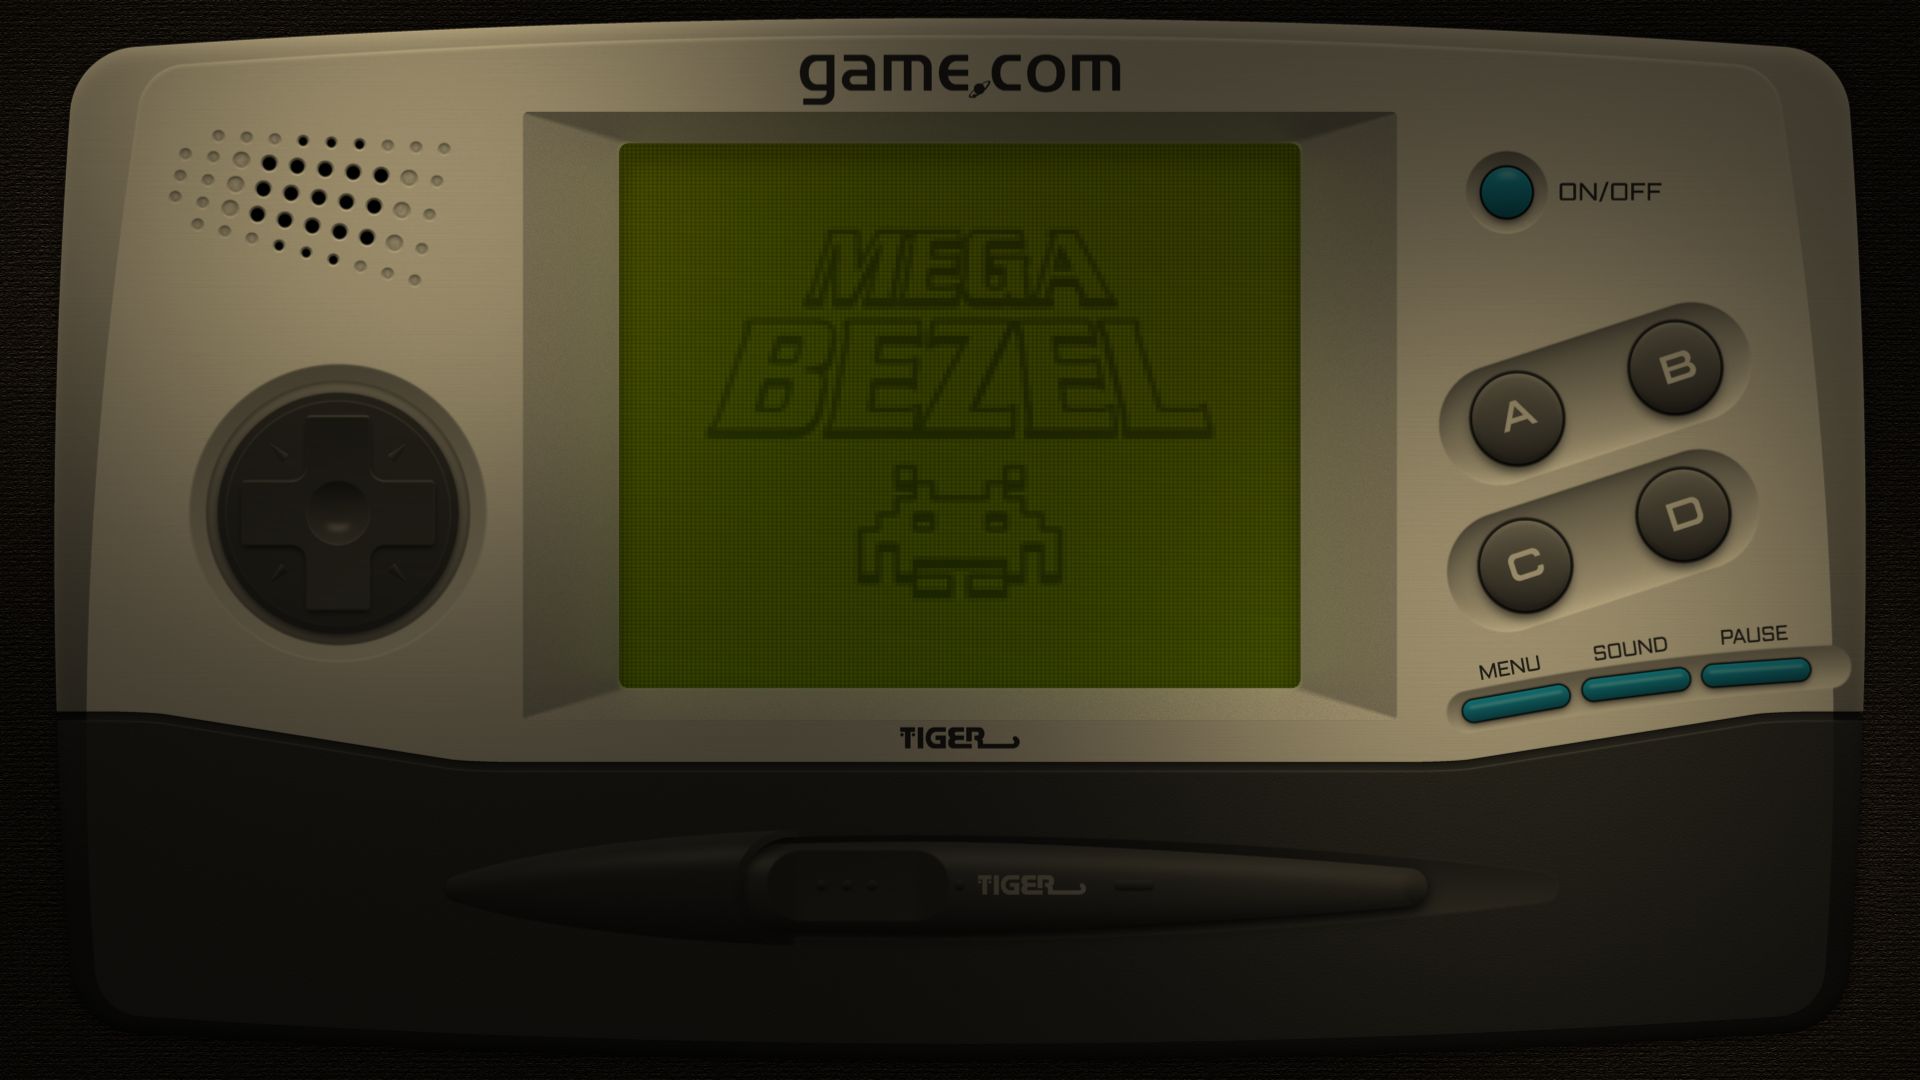 game.com
ON/OFF
MEGA
BEZEL
A
B
C
D
MENU
SOUND
PAUSE
TIGER
TIGER